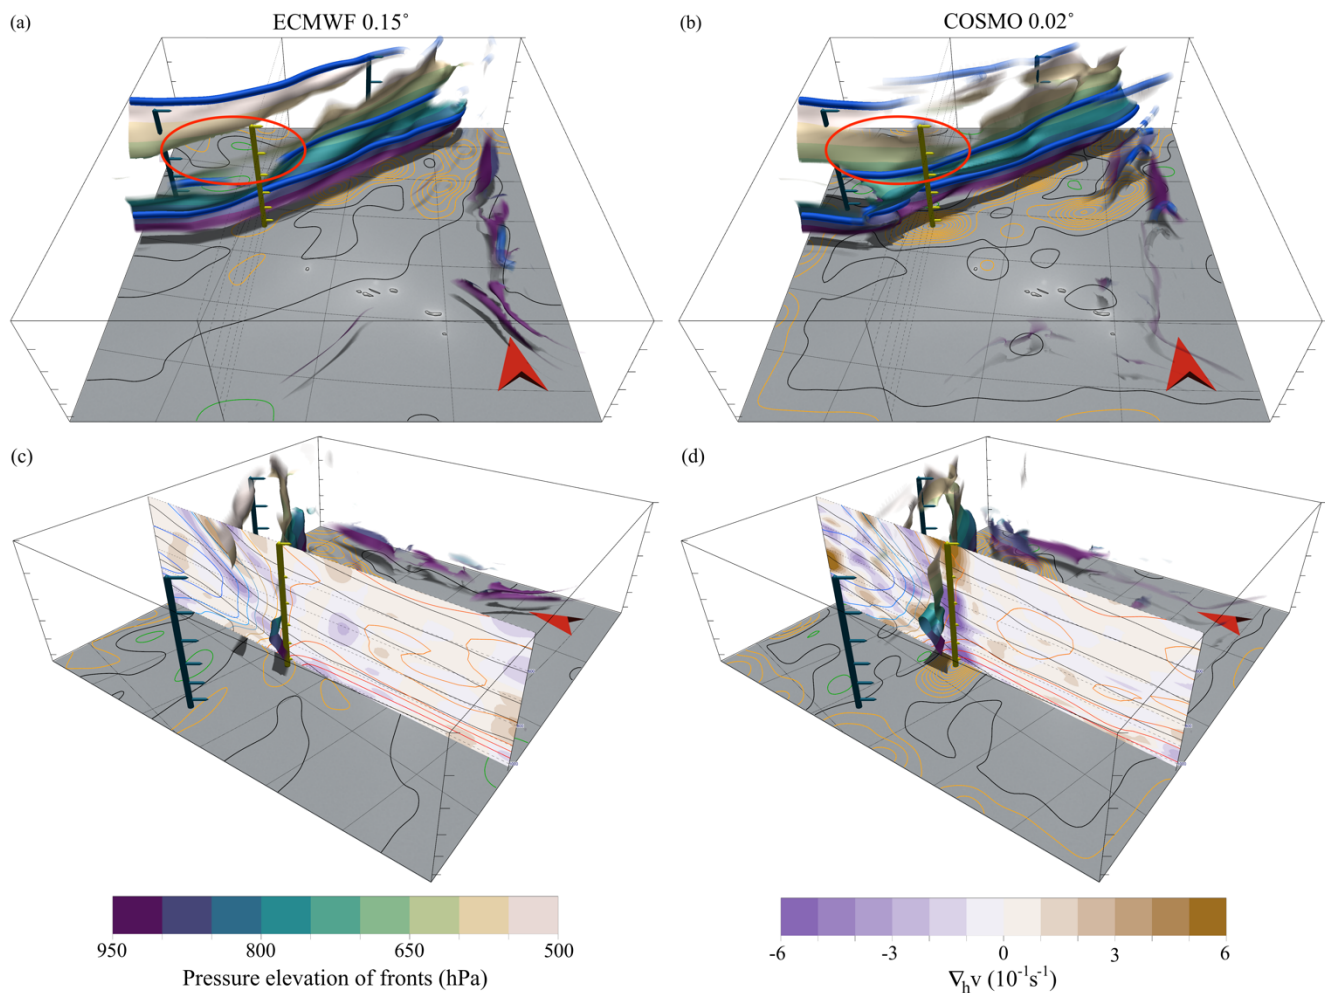 (a) ECMWF 0.15˚ (b) COSMO 0.02˚
(c) (d)
950 800 650 500 -6 -3 0 3 6
Pressure elevation of fronts (hPa) ∇ₕv (10⁻¹s⁻¹)